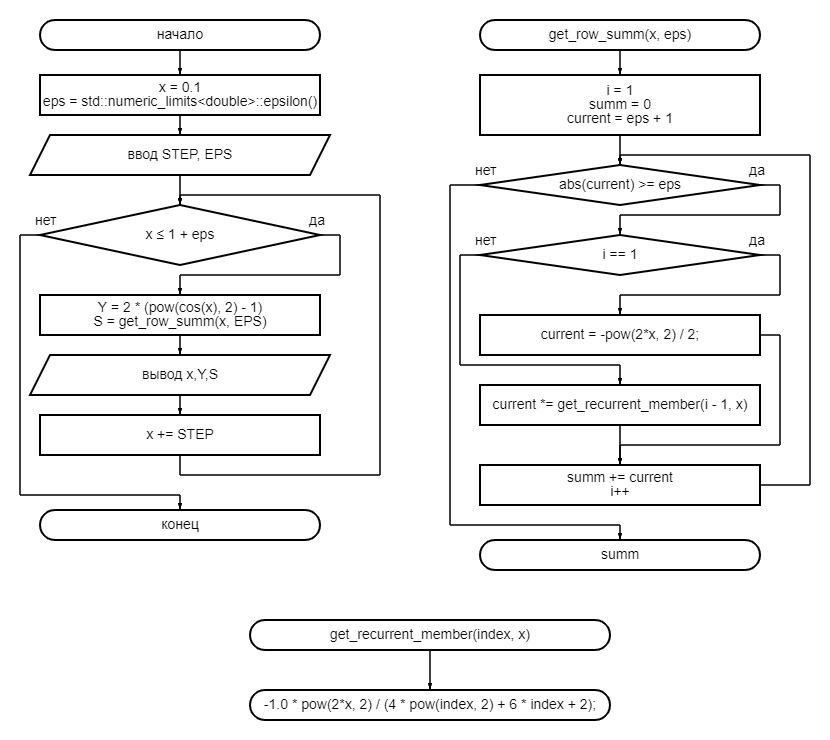 начало
x = 0.1
eps = std::numeric_limits<double>::epsilon()
ввод STEP, EPS
нет
да
x ≤ 1 + eps
Y = 2 * (pow(cos(x), 2) - 1)
S = get_row_summ(x, EPS)
вывод x,Y,S
x += STEP
конец
get_row_summ(x, eps)
i = 1
summ = 0
current = eps + 1
нет
да
abs(current) >= eps
нет
да
i == 1
current = -pow(2*x, 2) / 2;
current *= get_recurrent_member(i - 1, x)
summ += current
i++
summ
get_recurrent_member(index, x)
-1.0 * pow(2*x, 2) / (4 * pow(index, 2) + 6 * index + 2);